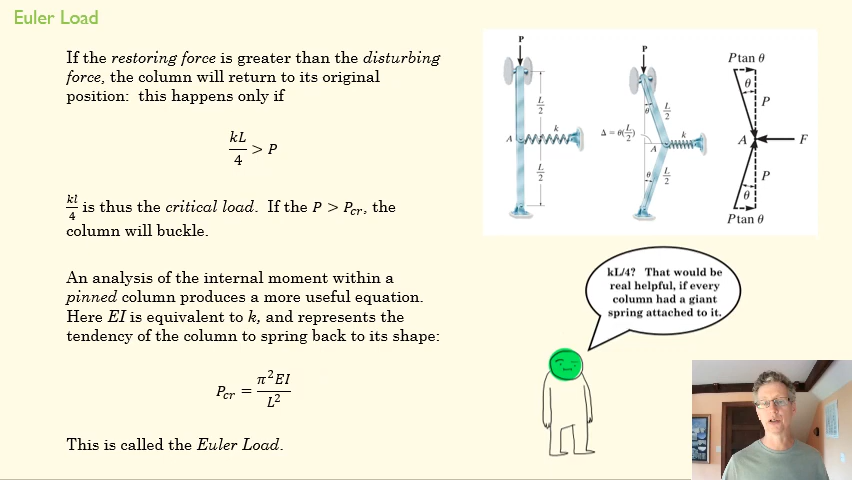 Euler Load
If the restoring force is greater than the disturbing
force, the column will return to its original
position: this happens only if
kL/4 > P
kl/4 is thus the critical load. If the P > Pcr, the
column will buckle.
An analysis of the internal moment within a
pinned column produces a more useful equation.
Here EI is equivalent to k, and represents the
tendency of the column to spring back to its shape:
Pcr = π²EI/L²
This is called the Euler Load.
P
L/2
k
A
L/2
P
θ
L/2
Δ = θ(L/2)
k
A
θ
L/2
P tan θ
θ
P
A
F
P
θ
P tan θ
kL/4? That would be
real helpful, if every
column had a giant
spring attached to it.